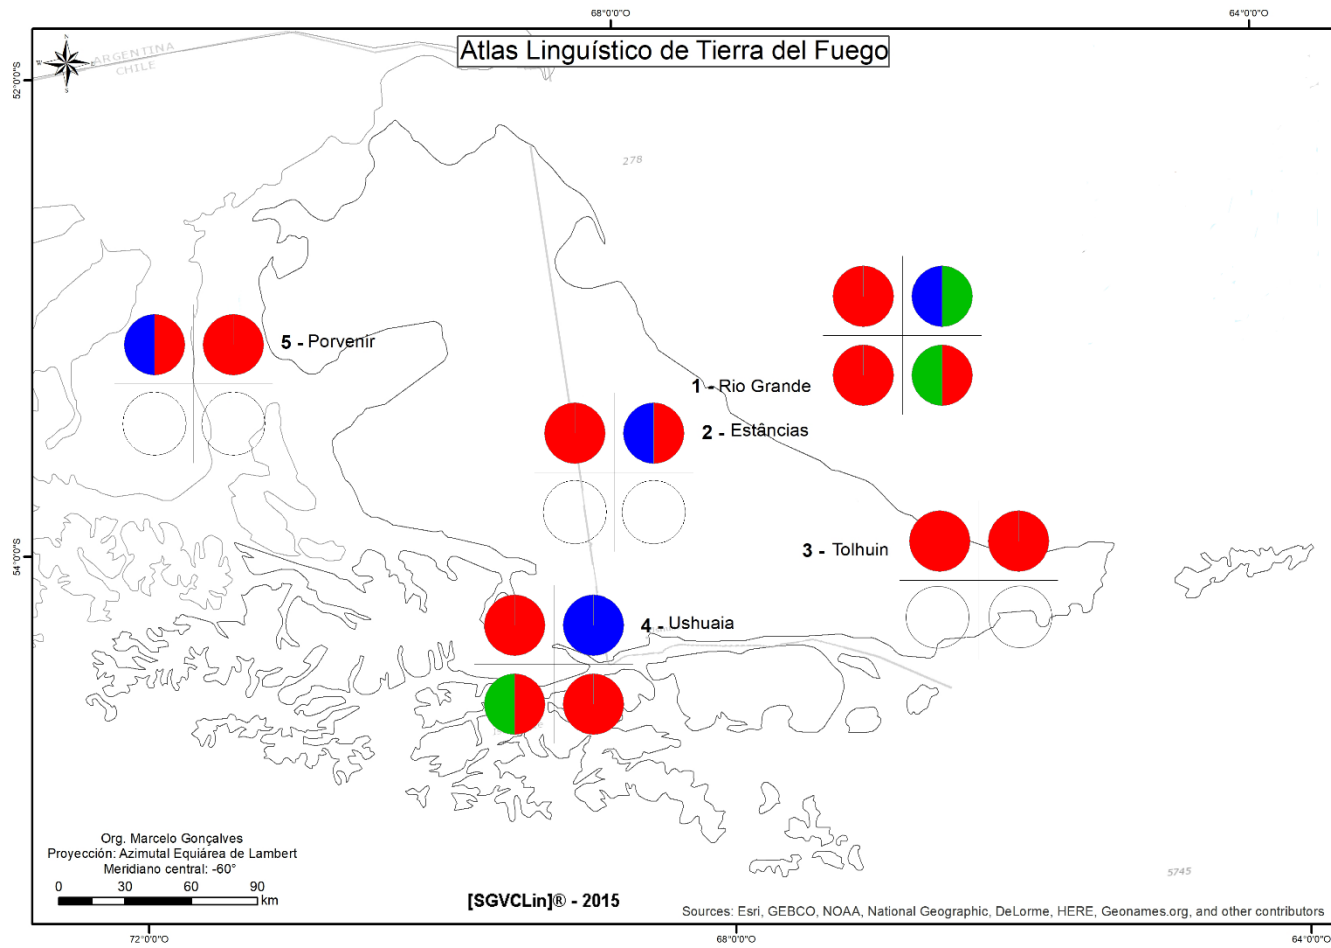 68°0'0"O
64°0'0"O
Atlas Linguístico de Tierra del Fuego
ARGENTINA
CHILE
N
W
E
S
52°0'0"S
278
5 - Porvenir
1 - Rio Grande
2 - Estâncias
3 - Tolhuin
54°0'0"S
4 - Ushuaia
Org. Marcelo Gonçalves
Proyección: Azimutal Equiárea de Lambert
Meridiano central: -60°
0 30 60 90
km
[SGVCLin]® - 2015
5745
Sources: Esri, GEBCO, NOAA, National Geographic, DeLorme, HERE, Geonames.org, and other contributors
72°0'0"O
68°0'0"O
64°0'0"O